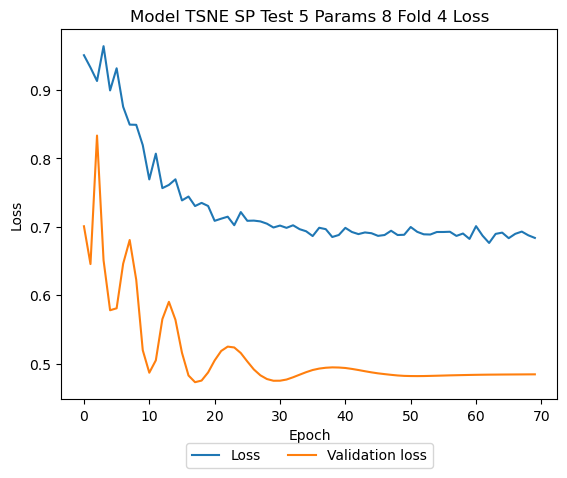 Model TSNE SP Test 5 Params 8 Fold 4 Loss
Loss
0.9
0.8
0.7
0.6
0.5
0 10 20 30 40 50 60 70
Epoch
Loss Validation loss